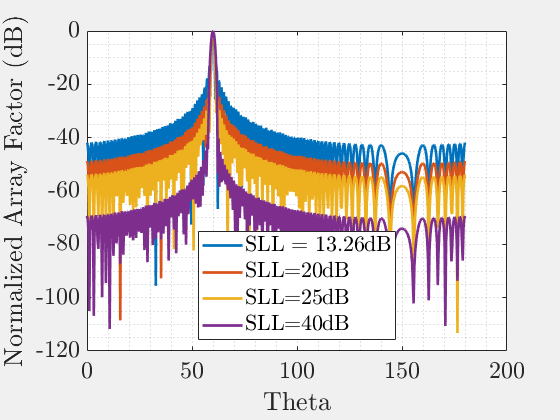 Normalized Array Factor (dB)
0
-20
-40
-60
-80
-100
-120
SLL = 13.26dB
SLL=20dB
SLL=25dB
SLL=40dB
0 50 100 150 200
Theta